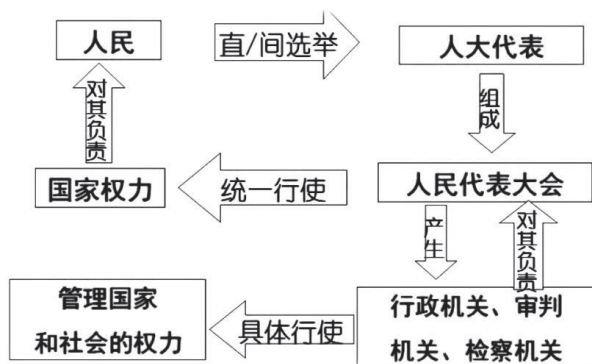 人民
直/间选举
人大代表
对其负责
组成
国家权力
统一行使
人民代表大会
产生
对其负责
管理国家
和社会的权力
具体行使
行政机关、审判
机关、检察机关